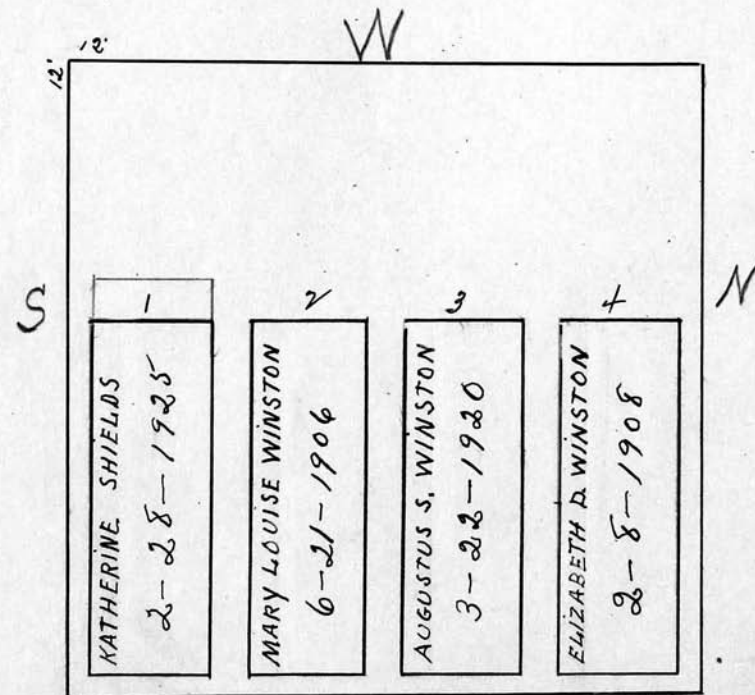 W
12'
12'
S
N
1
2
3
4
KATHERINE SHIELDS
2-28-1925
MARY LOUISE WINSTON
6-21-1906
AUGUSTUS S. WINSTON
3-22-1920
ELIZABETH D. WINSTON
2-8-1908